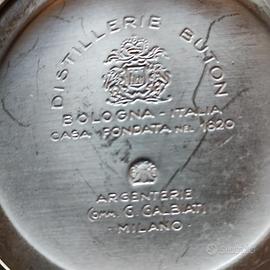 DISTILLERIE BUTON
BOLOGNA - ITALIA
CASA FONDATA NEL 1820
ARGENTERIE
COMM. G. GALBIATI
- MILANO -